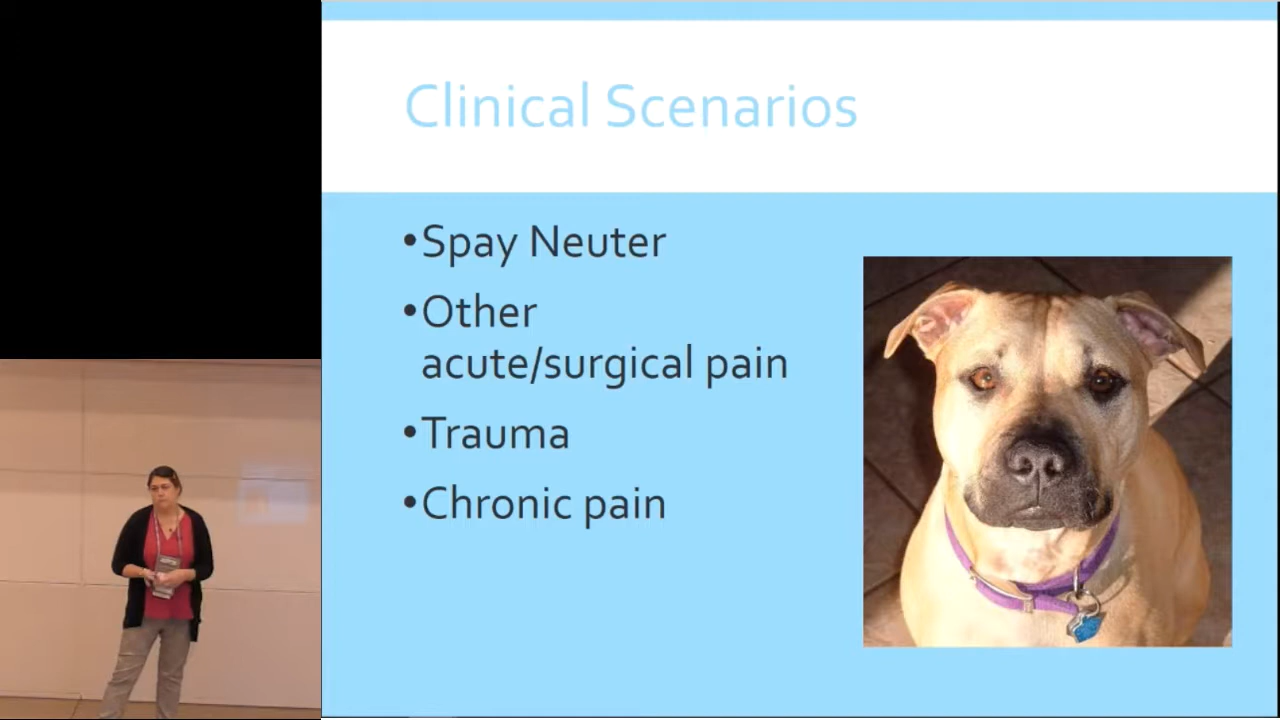 Clinical Scenarios
•Spay Neuter
•Other
acute/surgical pain
•Trauma
•Chronic pain